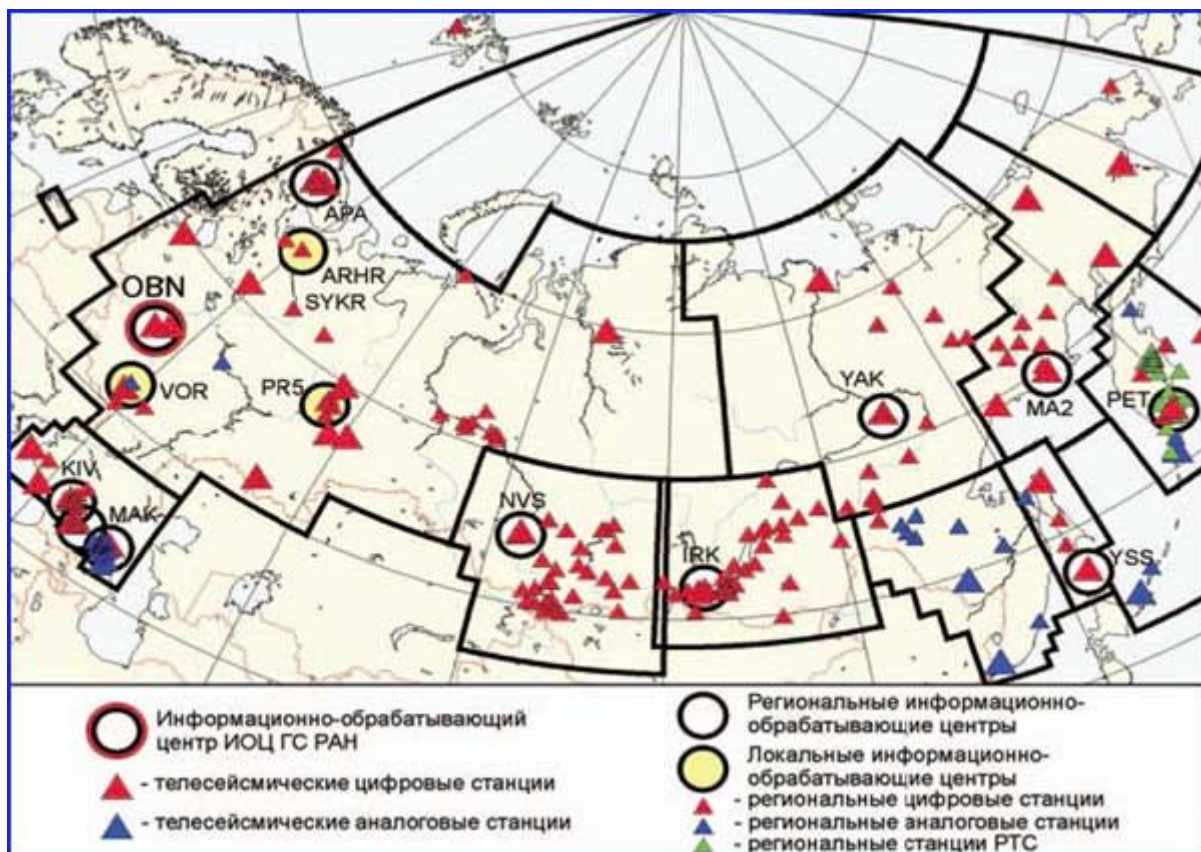 APA
ARHR
SYKR
OBN
VOR
PR5
YAK
MA2
PET
KIV
MAK
NVS
IRK
YSS
Информационно-обрабатывающий
центр ИОЦ ГС РАН
- телесейсмические цифровые станции
- телесейсмические аналоговые станции
Региональные информационно-
обрабатывающие центры
Локальные информационно-
обрабатывающие центры
- региональные цифровые станции
- региональные аналоговые станции
- региональные станции РТС